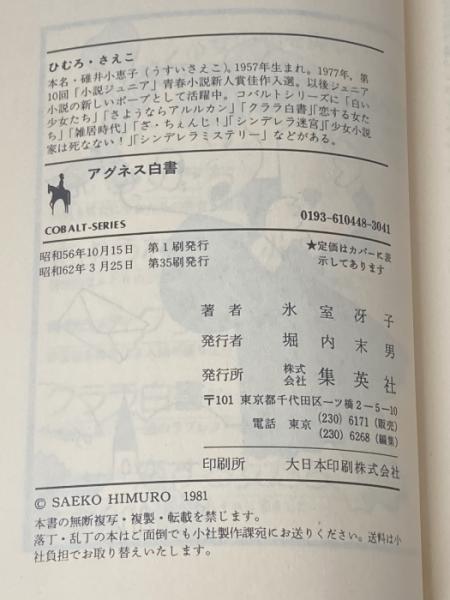 ひむろ・さえこ
本名・碓井小恵子(うすいさえこ)。1957年生まれ。1977年、第
10回「小説ジュニア」青春小説新人賞佳作入選。以後ジュニア
小説の新しいホープとして活躍中。コバルトシリーズに「白い
少女たち」「さようならアルルカン」「クララ白書」「恋する女た
ち」「雑居時代」「ざ・ちぇんじ!」「シンデレラ迷宮」「少女小説
家は死なない!」「シンデレラミステリー」などがある。
アグネス白書
COBALT-SERIES
0193-610448-3041
昭和56年10月15日 第1刷発行
昭和62年3月25日 第35刷発行
★定価はカバーに表
示してあります
著者 氷室冴子
発行者 堀内末男
発行所 株式会社 集英社
〒101 東京都千代田区一ツ橋2-5-10
電話 東京 (230) 6171(販売)
(230) 6268(編集)
印刷所 大日本印刷株式会社
© SAEKO HIMURO 1981
本書の無断複写・複製・転載を禁じます。
落丁・乱丁の本はご面倒でも小社製作課宛にお送りください。送料は小
社負担でお取り替えいたします。